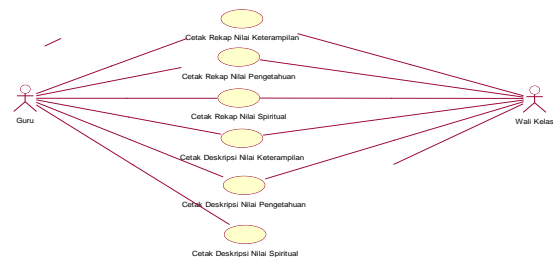 Cetak Rekap Nilai Keterampilan
Cetak Rekap Nilai Pengetahuan
Guru
Cetak Rekap Nilai Spiritual
Wali Kelas
Cetak Deskripsi Nilai Keterampilan
Cetak Deskripsi Nilai Pengetahuan
Cetak Deskripsi Nilai Spiritual